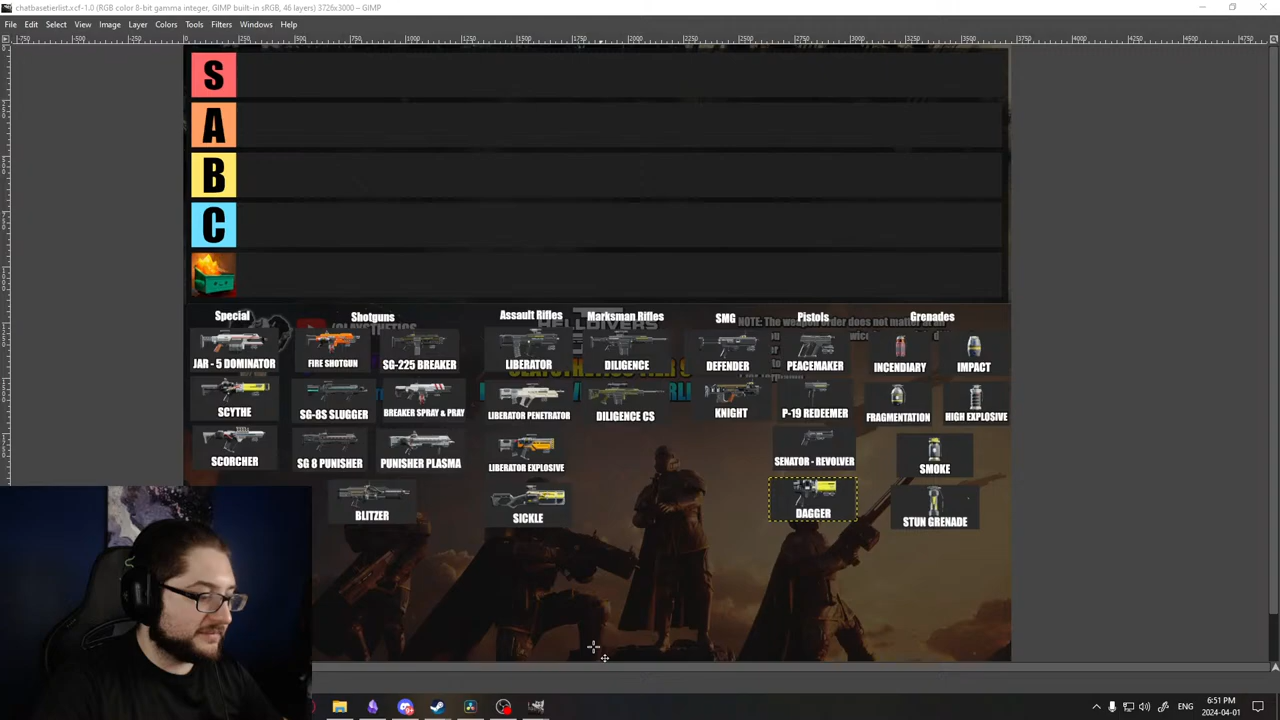 chatbasetierlist.xcf-1.0 (RGB color 8-bit gamma integer, GIMP built-in sRGB, 46 layers) 3726x3000 – GIMP
File Edit Select View Image Layer Colors Tools Filters Windows Help
S
A
B
C
Special Shotguns Assault Rifles Marksman Rifles SMG Pistols Grenades
HELLDIVERS
NOTE: The weapon order does not matter
JAR - 5 DOMINATOR FIRE SHOTGUN SG-225 BREAKER LIBERATOR DILIGENCE DEFENDER PEACEMAKER INCENDIARY IMPACT
SCYTHE SG-8S SLUGGER BREAKER SPRAY & PRAY LIBERATOR PENETRATOR DILIGENCE CS KNIGHT P-19 REDEEMER FRAGMENTATION HIGH EXPLOSIVE
SCORCHER SG 8 PUNISHER PUNISHER PLASMA LIBERATOR EXPLOSIVE SENATOR - REVOLVER SMOKE
BLITZER SICKLE DAGGER STUN GRENADE
ENG
6:51 PM
2024-04-01